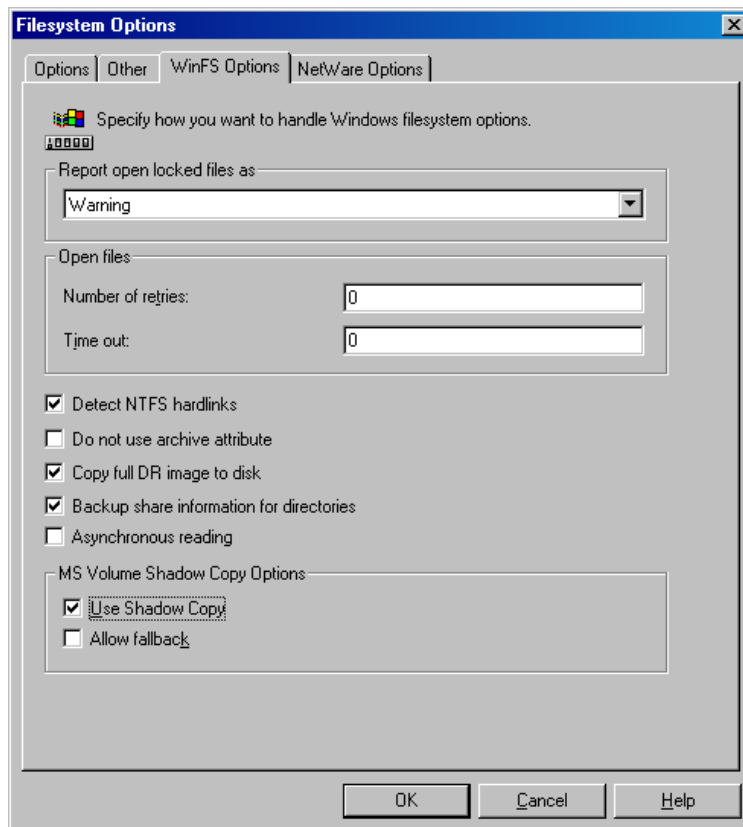 Filesystem Options
Options Other WinFS Options NetWare Options
Specify how you want to handle Windows filesystem options.
Report open locked files as
Warning
Open files
Number of retries: 0
Time out: 0
Detect NTFS hardlinks
Do not use archive attribute
Copy full DR image to disk
Backup share information for directories
Asynchronous reading
MS Volume Shadow Copy Options
Use Shadow Copy
Allow fallback
OK Cancel Help